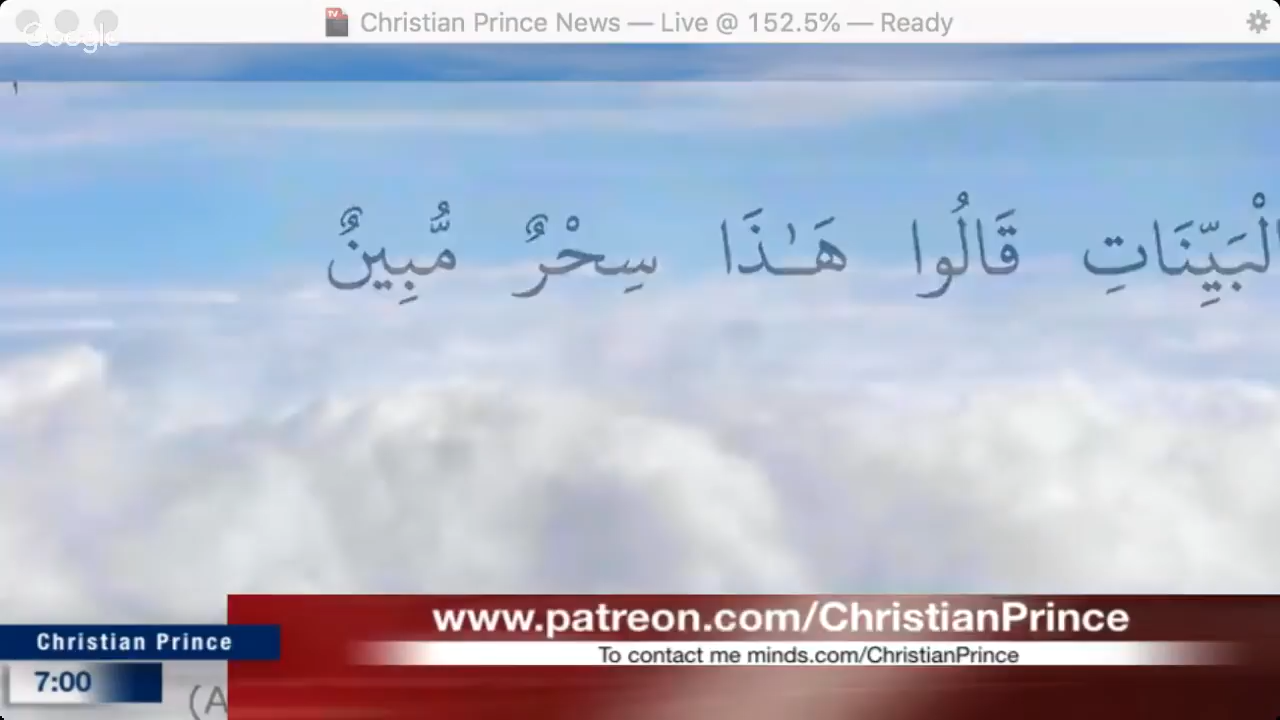 Christian Prince News — Live @ 152.5% — Ready
Google
الْبَيِّنَاتِ قَالُوا هَٰذَا سِحْرٌ مُّبِينٌ
www.patreon.com/ChristianPrince
To contact me minds.com/ChristianPrince
Christian Prince
7:00
(A